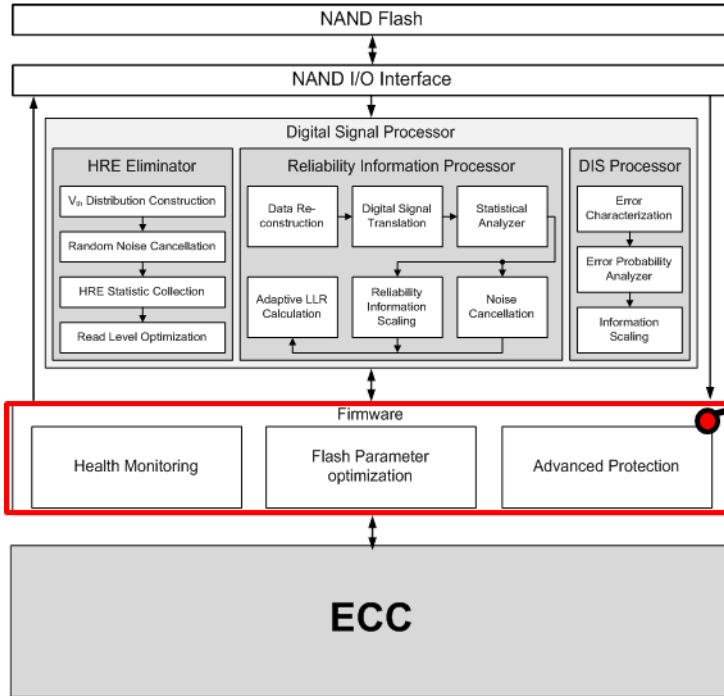 NAND Flash
NAND I/O Interface
Digital Signal Processor
HRE Eliminator
Vth Distribution Construction
Random Noise Cancellation
HRE Statistic Collection
Read Level Optimization
Reliability Information Processor
Data Re-
construction
Digital Signal
Translation
Statistical
Analyzer
Adaptive LLR
Calculation
Reliability
Information
Scaling
Noise
Cancellation
DIS Processor
Error
Characterization
Error Probability
Analyzer
Information
Scaling
Firmware
Health Monitoring
Flash Parameter
optimization
Advanced Protection
ECC